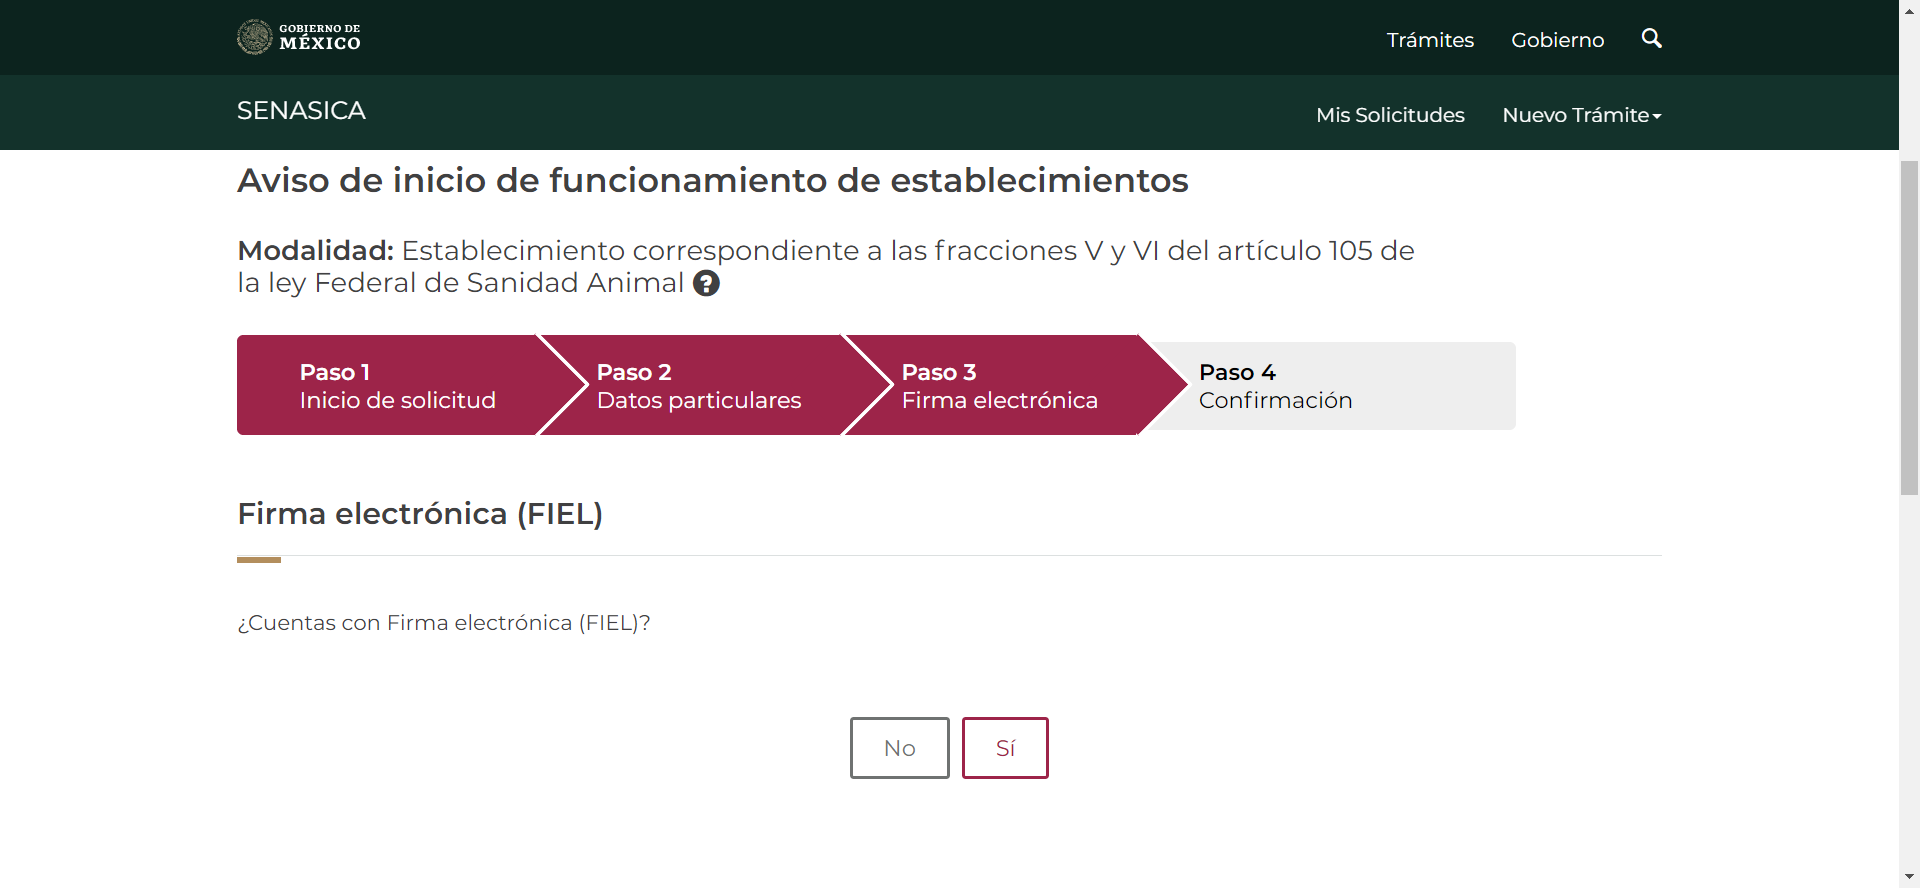 GOBIERNO DE
MÉXICO
Trámites
Gobierno
SENASICA
Mis Solicitudes
Nuevo Trámite
Aviso de inicio de funcionamiento de establecimientos
Modalidad: Establecimiento correspondiente a las fracciones V y VI del artículo 105 de
la ley Federal de Sanidad Animal ?
Paso 1
Inicio de solicitud
Paso 2
Datos particulares
Paso 3
Firma electrónica
Paso 4
Confirmación
Firma electrónica (FIEL)
¿Cuentas con Firma electrónica (FIEL)?
No
Sí